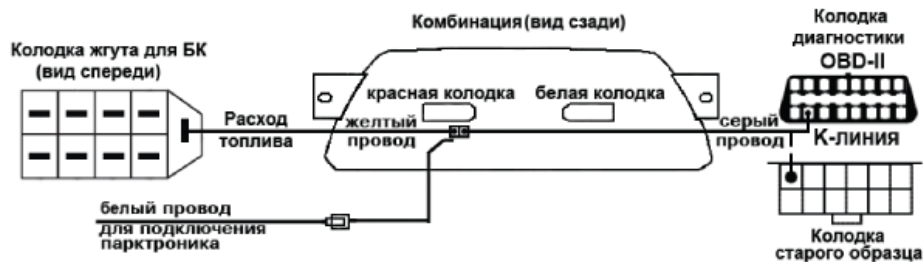 Колодка жгута для БК
(вид спереди)
Комбинация (вид сзади)
Колодка
диагностики
OBD-II
красная колодка
белая колодка
Расход
топлива
желтый
провод
серый
провод
К-линия
белый провод
для подключения
парктроника
Колодка
старого образца